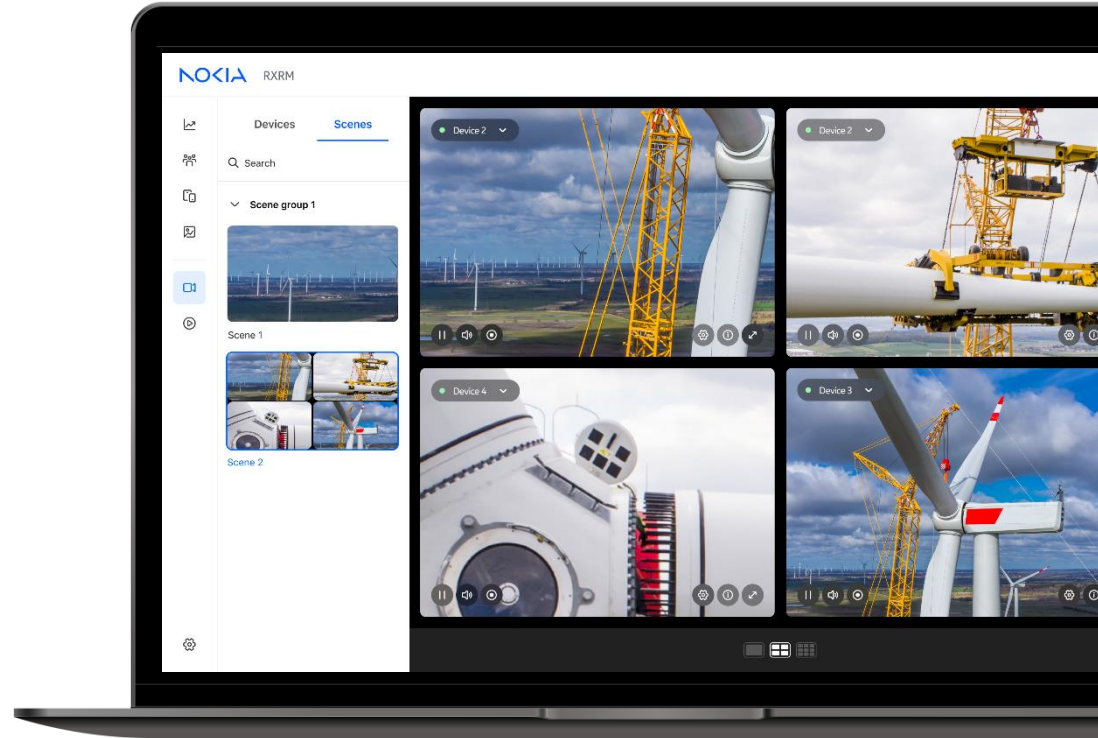 NOKIA RXRM
Devices Scenes
Search
Scene group 1
Scene 1
Scene 2
Device 2
Device 2
Device 4
Device 3